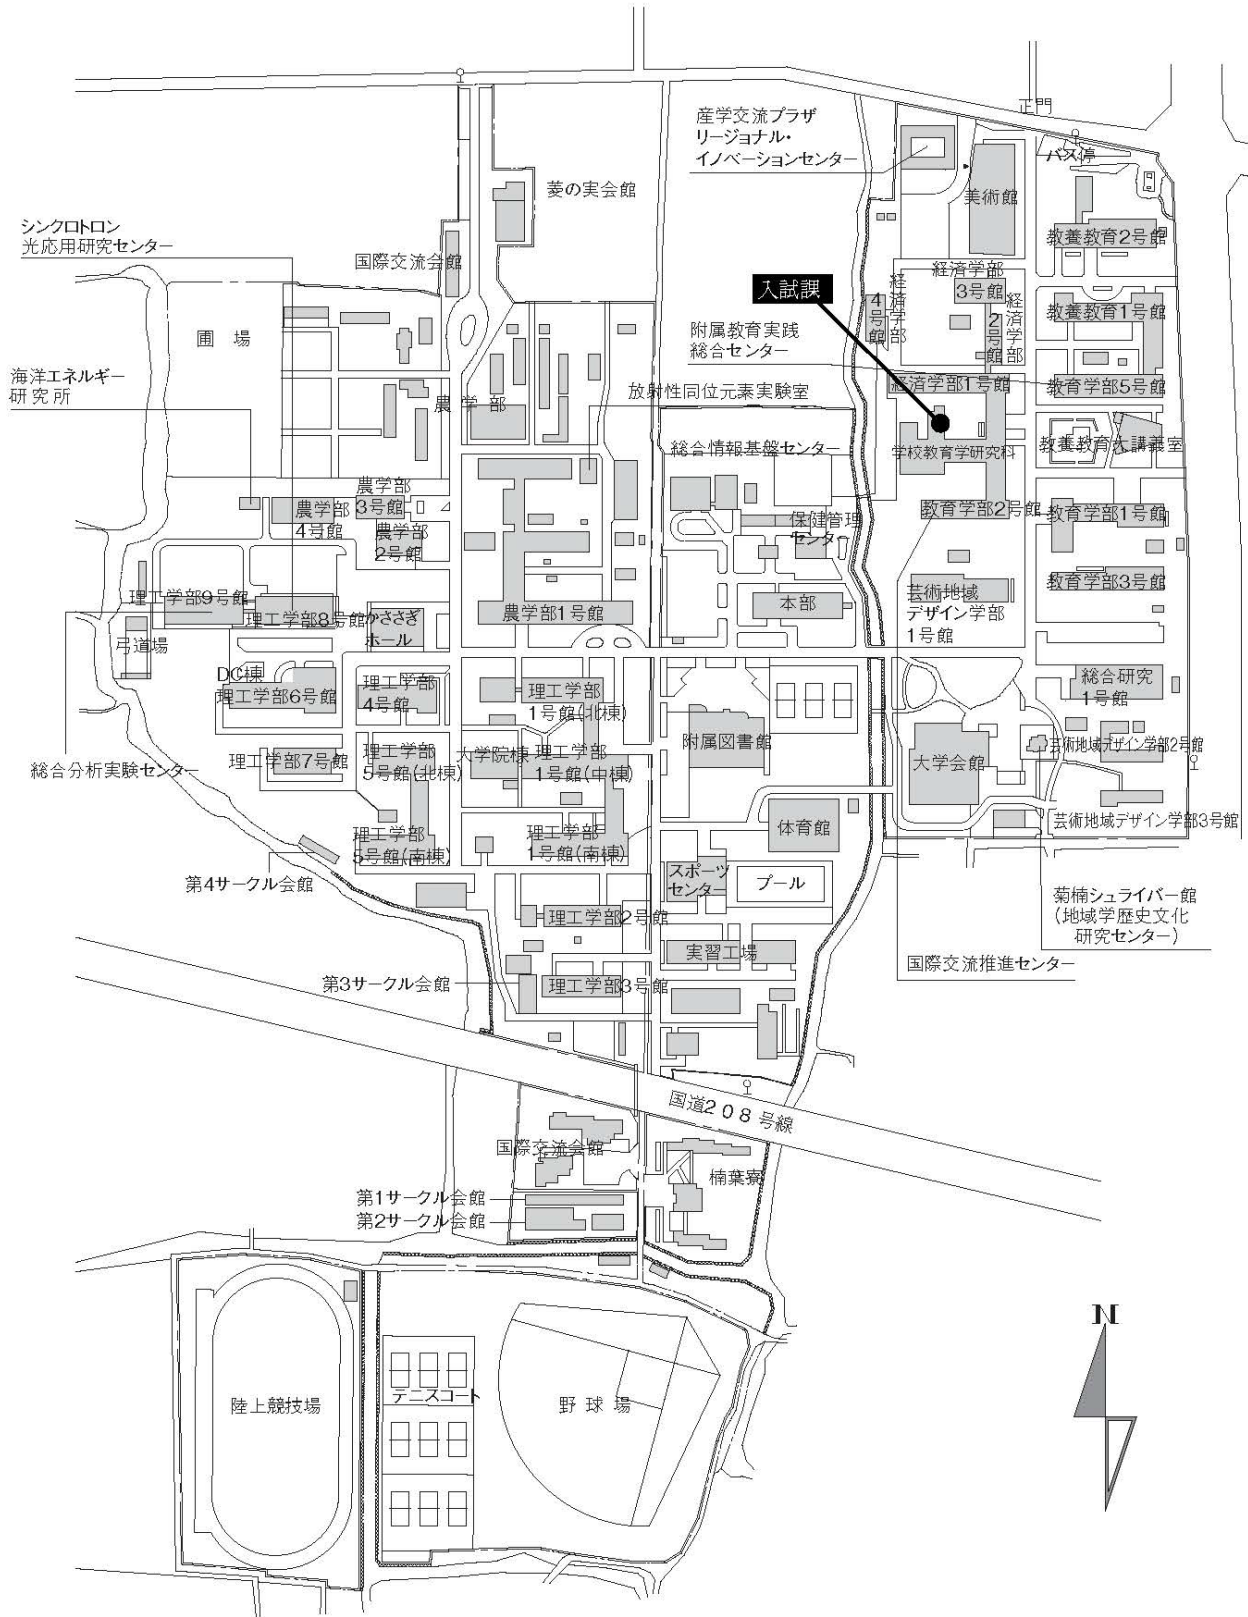 正門
産学交流プラザ
リージョナル・
イノベーションセンター
バス停
菱の実会館
美術館
シンクロトロン
光応用研究センター
国際交流会館
教養教育2号館
経済学部
3号館
入試課
経済学部
4号館
経済学部
2号館
教養教育1号館
圃 場
附属教育実践
総合センター
海洋エネルギー
研究所
経済学部1号館
教育学部5号館
放射性同位元素実験室
農 学 部
総合情報基盤センター
学校教育学研究科
教養教育大講義室
農学部
3号館
農学部
4号館
農学部
2号館
保健管理
センター
教育学部2号館
教育学部1号館
教育学部3号館
理工学部9号館
理工学部8号館
かささぎ
ホール
農学部1号館
本部
芸術地域
デザイン学部
1号館
弓道場
DC棟
理工学部6号館
理工学部
4号館
理工学部
1号館(北棟)
総合研究
1号館
附属図書館
総合分析実験センター
理工学部7号館
理工学部
5号館(北棟)
大学院棟
理工学部
1号館(中棟)
大学会館
芸術地域デザイン学部2号館
理工学部
5号館(南棟)
理工学部
1号館(南棟)
体育館
芸術地域デザイン学部3号館
第4サークル会館
スポーツ
センター
プール
菊楠シュライバー館
(地域学歴史文化
研究センター)
理工学部2号館
実習工場
国際交流推進センター
第3サークル会館
理工学部3号館
国道208号線
国際交流会館
楠葉寮
第1サークル会館
第2サークル会館
N
陸上競技場
テニスコート
野 球 場